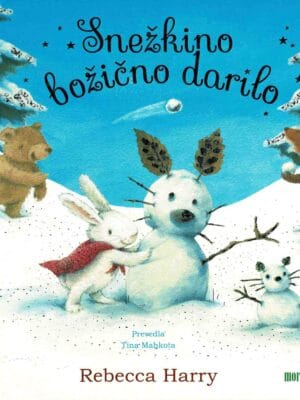 Snežkino
božično darilo
Prevedla
Tina Mahkota
Rebecca Harry